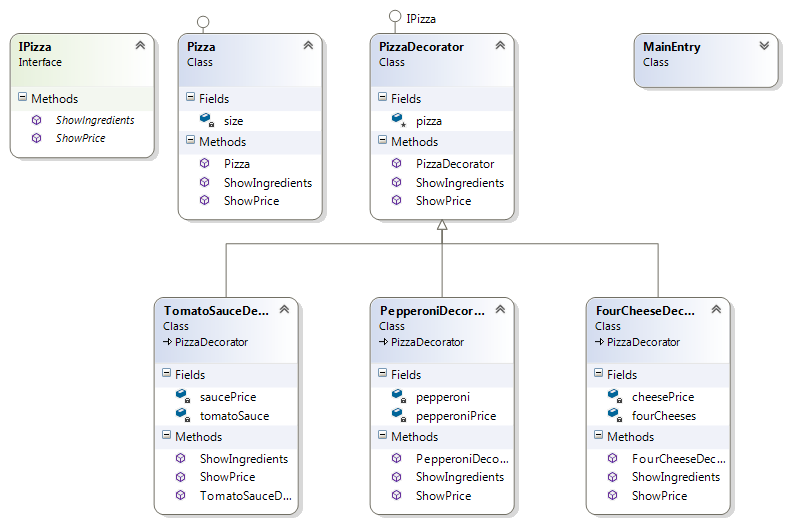 IPizza
IPizza
Interface
Methods
ShowIngredients
ShowPrice
Pizza
Class
Fields
size
Methods
Pizza
ShowIngredients
ShowPrice
PizzaDecorator
Class
Fields
pizza
Methods
PizzaDecorator
ShowIngredients
ShowPrice
MainEntry
Class
TomatoSauceDe...
Class
PizzaDecorator
Fields
saucePrice
tomatoSauce
Methods
ShowIngredients
ShowPrice
TomatoSauceD...
PepperoniDecor...
Class
PizzaDecorator
Fields
pepperoni
pepperoniPrice
Methods
PepperoniDeco...
ShowIngredients
ShowPrice
FourCheeseDec...
Class
PizzaDecorator
Fields
cheesePrice
fourCheeses
Methods
FourCheeseDec...
ShowIngredients
ShowPrice